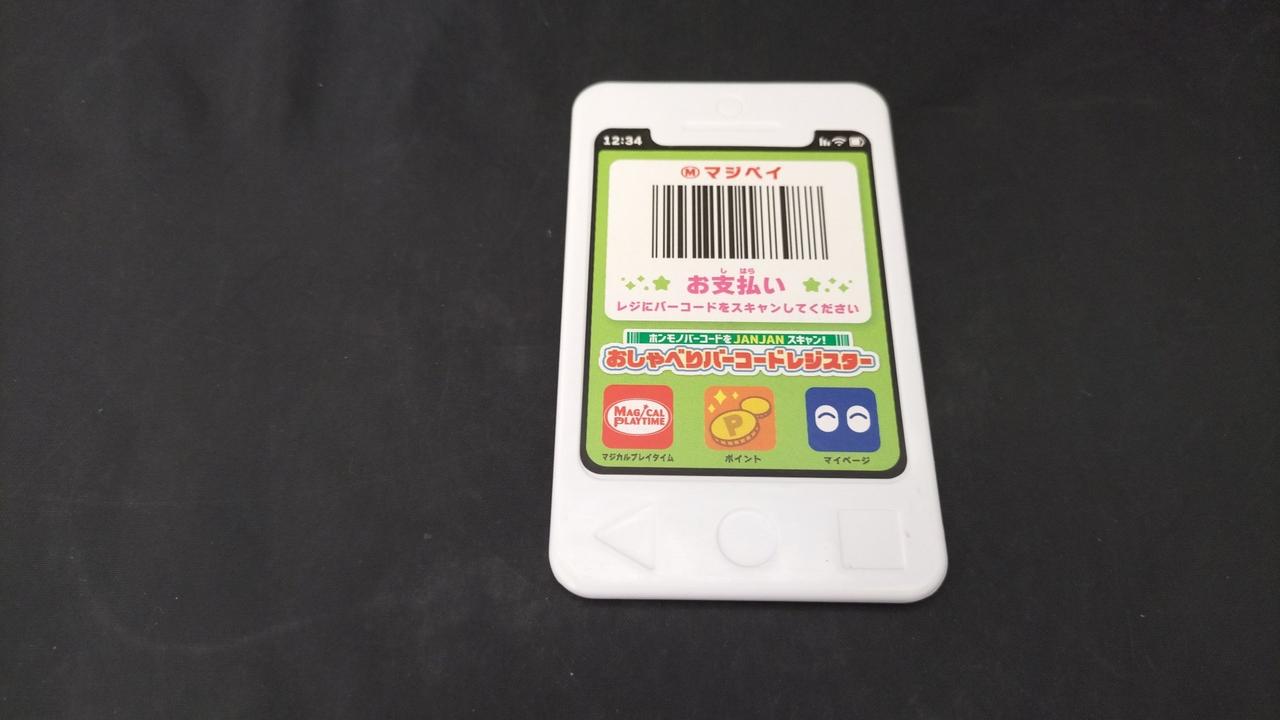 12:34
Ⓜマジペイ
し はら
お支払い
レジにバーコードをスキャンしてください
ホンモノバーコードをJANJANスキャン!
おしゃべりバーコードレジスター
MAGICAL
PLAYTIME
P
マジカルプレイタイム
ポイント
マイページ